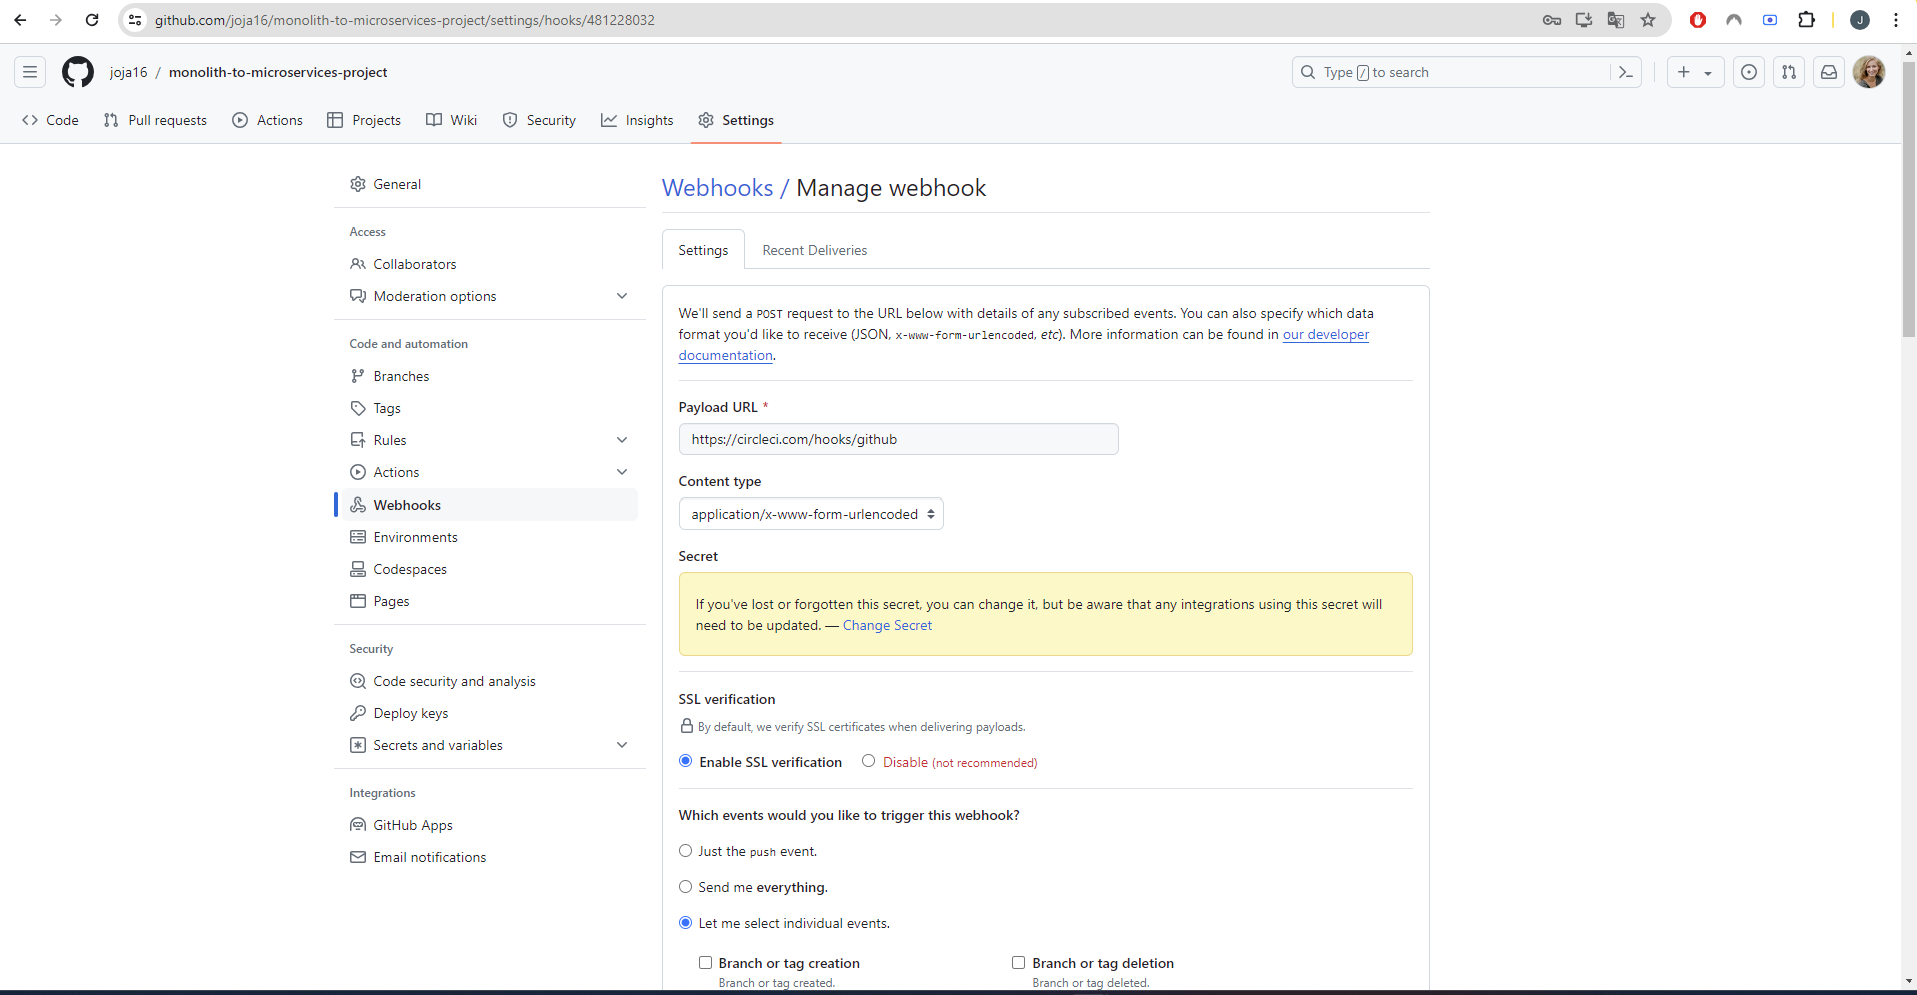 github.com/joja16/monolith-to-microservices-project/settings/hooks/481228032
J
joja16 / monolith-to-microservices-project
Type / to search
Code Pull requests Actions Projects Wiki Security Insights Settings
General
Access
Collaborators
Moderation options
Code and automation
Branches
Tags
Rules
Actions
Webhooks
Environments
Codespaces
Pages
Security
Code security and analysis
Deploy keys
Secrets and variables
Integrations
GitHub Apps
Email notifications
Webhooks / Manage webhook
Settings Recent Deliveries
We'll send a POST request to the URL below with details of any subscribed events. You can also specify which data
format you'd like to receive (JSON, x-www-form-urlencoded, etc). More information can be found in our developer
documentation.
Payload URL *
https://circleci.com/hooks/github
Content type
application/x-www-form-urlencoded
Secret
If you've lost or forgotten this secret, you can change it, but be aware that any integrations using this secret will
need to be updated. — Change Secret
SSL verification
By default, we verify SSL certificates when delivering payloads.
Enable SSL verification Disable (not recommended)
Which events would you like to trigger this webhook?
Just the push event.
Send me everything.
Let me select individual events.
Branch or tag creation Branch or tag deletion
Branch or tag created. Branch or tag deleted.